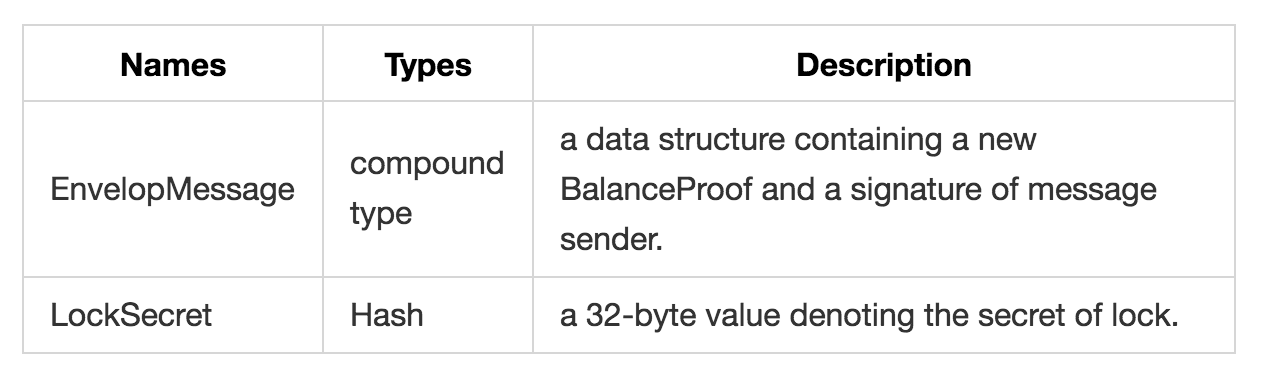 Names Types Description
EnvelopMessage
compound
type
a data structure containing a new
BalanceProof and a signature of message
sender.
LockSecret Hash a 32-byte value denoting the secret of lock.